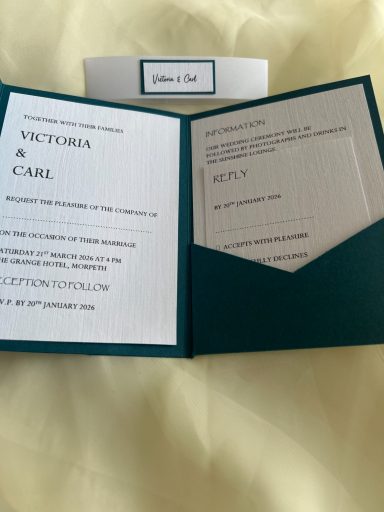 Victoria & Carl
TOGETHER WITH THEIR FAMILIES
VICTORIA
&
CARL
REQUEST THE PLEASURE OF THE COMPANY OF
ON THE OCCASION OF THEIR MARRIAGE
SATURDAY 21ST MARCH 2026 AT 4 PM
THE GRANGE HOTEL, MORPETH
RECEPTION TO FOLLOW
V.P. BY 20TH JANUARY 2026
INFORMATION
OUR WEDDING CEREMONY WILL BE
FOLLOWED BY PHOTOGRAPHS AND DRINKS IN
THE SUNSHINE LOUNGE.
REPLY
BY 20TH JANUARY 2026
ACCEPTS WITH PLEASURE
DECLINES